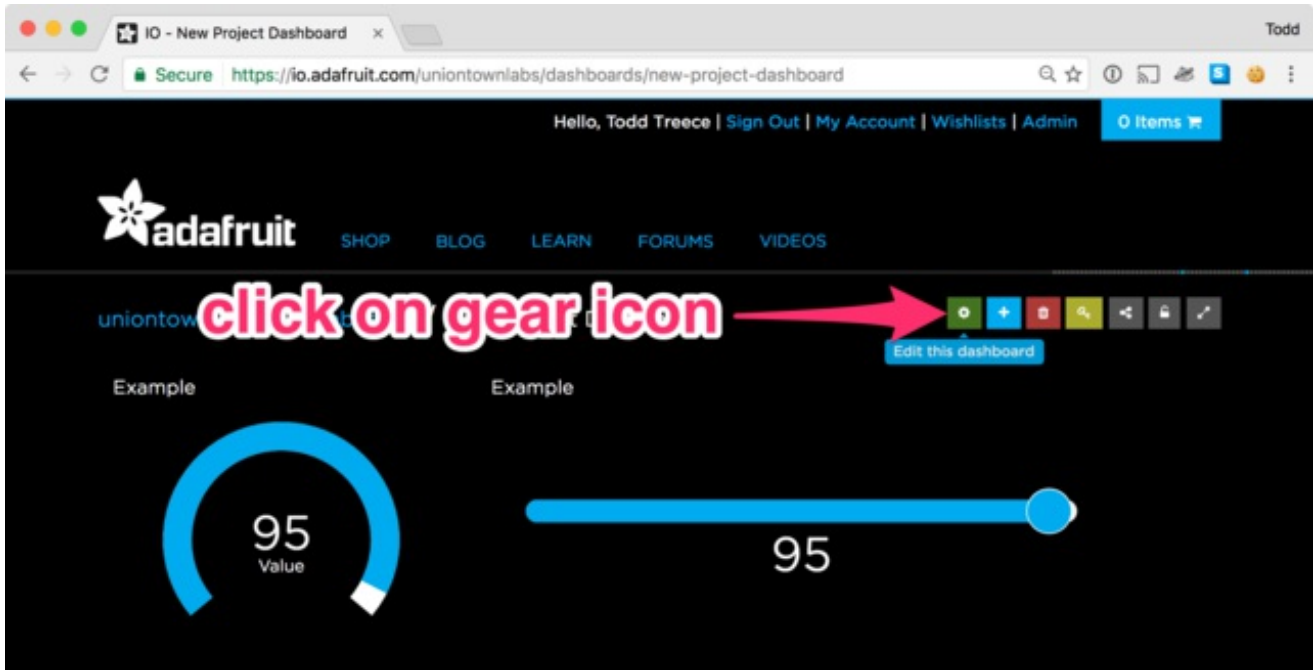 IO - New Project Dashboard
Todd
Secure https://io.adafruit.com/uniontownlabs/dashboards/new-project-dashboard
Hello, Todd Treece | Sign Out | My Account | Wishlists | Admin
0 Items
adafruit
SHOP BLOG LEARN FORUMS VIDEOS
click on gear icon
Edit this dashboard
Example
Example
95
Value
95